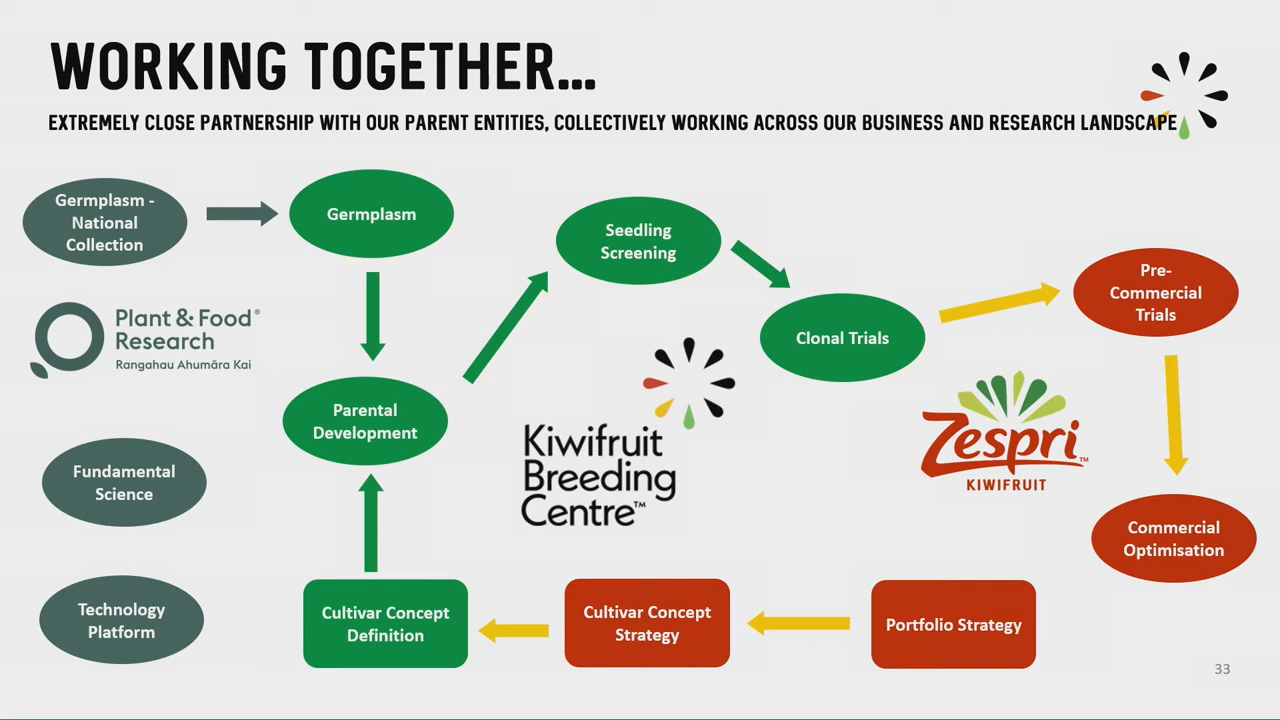 WORKING TOGETHER...
EXTREMELY CLOSE PARTNERSHIP WITH OUR PARENT ENTITIES, COLLECTIVELY WORKING ACROSS OUR BUSINESS AND RESEARCH LANDSCAPE
Germplasm -
National
Collection
Germplasm
Seedling
Screening
Pre-
Commercial
Trials
Clonal Trials
Plant & Food®
Research
Rangahau Ahumāra Kai
Parental
Development
Kiwifruit
Breeding
Centre™
Zespri™
KIWIFRUIT
Fundamental
Science
Commercial
Optimisation
Technology
Platform
Cultivar Concept
Definition
Cultivar Concept
Strategy
Portfolio Strategy
33